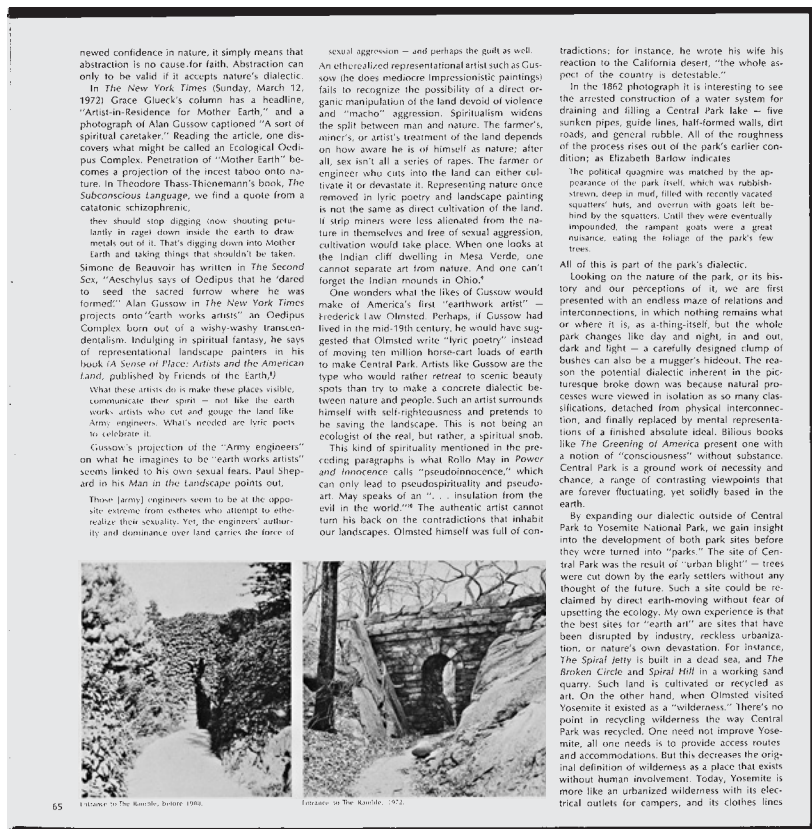 newed confidence in nature, it simply means that
abstraction is no cause for faith. Abstraction can
only to be valid if it accepts nature's dialectic.
In The New York Times (Sunday, March 12,
1972) Grace Glueck's column has a headline,
"Artist-in-Residence for Mother Earth," and a
photograph of Alan Gussow captioned "A sort of
spiritual caretaker." Reading the article, one dis-
covers what might be called an Ecological Oedi-
pus Complex. Penetration of "Mother Earth" be-
comes a projection of the incest taboo onto na-
ture. In Theodore Thass-Thienemann's book, The
Subconscious Language, we find a quote from a
catatonic schizophrenic,
they should stop digging (now shouting petu-
lantly in rage) down inside the earth to draw
metals out of it. That's digging down into Mother
Earth and taking things that shouldn't be taken.
Simone de Beauvoir has written in The Second
Sex, "Aeschylus says of Oedipus that he 'dared
to seed the sacred furrow where he was
formed'." Alan Gussow in The New York Times
projects onto "earth works artists" an Oedipus
Complex born out of a wishy-washy transcen-
dentalism. Indulging in spiritual fantasy, he says
of representational landscape painters in his
book (A Sense of Place: Artists and the American
Land, published by Friends of the Earth,)
What these artists do is make these places visible,
communicate their spirit — not like the earth
works artists who cut and gouge the land like
Army engineers. What's needed are lyric poets
to celebrate it.
Gussow's projection of the "Army engineers"
on what he imagines to be "earth works artists"
seems linked to his own sexual fears. Paul Shep-
ard in his Man in the Landscape points out,
Those [army] engineers seem to be at the oppo-
site extreme from esthetes who attempt to ethe-
realize their sexuality. Yet, the engineers' author-
ity and dominance over land carries the force of
sexual aggression — and perhaps the guilt as well.
An etherealized representational artist such as Gus-
sow (he does mediocre Impressionistic paintings)
fails to recognize the possibility of a direct or-
ganic manipulation of the land devoid of violence
and "macho" aggression. Spiritualism widens
the split between man and nature. The farmer's,
miner's, or artist's treatment of the land depends
on how aware he is of himself as nature; after
all, sex isn't all a series of rapes. The farmer or
engineer who cuts into the land can either cul-
tivate it or devastate it. Representing nature once
removed in lyric poetry and landscape painting
is not the same as direct cultivation of the land.
If strip miners were less alienated from the na-
ture in themselves and free of sexual aggression,
cultivation would take place. When one looks at
the Indian cliff dwelling in Mesa Verde, one
cannot separate art from nature. And one can't
forget the Indian mounds in Ohio.
One wonders what the likes of Gussow would
make of America's first "earthwork artist" —
Frederick Law Olmsted. Perhaps, if Gussow had
lived in the mid-19th century, he would have sug-
gested that Olmsted write "lyric poetry" instead
of moving ten million horse-cart loads of earth
to make Central Park. Artists like Gussow are the
type who would rather retreat to scenic beauty
spots than try to make a concrete dialectic be-
tween nature and people. Such an artist surrounds
himself with self-righteousness and pretends to
be saving the landscape. This is not being an
ecologist of the real, but rather, a spiritual snob.
This kind of spirituality mentioned in the pre-
ceding paragraphs is what Rollo May in Power
and Innocence calls "pseudoinnocence," which
can only lead to pseudospirituality and pseudo-
art. May speaks of an ". . . insulation from the
evil in the world." The authentic artist cannot
turn his back on the contradictions that inhabit
our landscapes. Olmsted himself was full of con-
tradictions; for instance, he wrote his wife his
reaction to the California desert, "the whole as-
pect of the country is detestable."
In the 1862 photograph it is interesting to see
the arrested construction of a water system for
draining and filling a Central Park lake — five
sunken pipes, guide lines, half-formed walls, dirt
roads, and general rubble. All of the roughness
of the process rises out of the park's earlier con-
dition; as Elizabeth Barlow indicates
The political quagmire was matched by the ap-
pearance of the park itself, which was rubbish-
strewn, deep in mud, filled with recently vacated
squatters' huts, and overrun with goats left be-
hind by the squatters. Until they were eventually
impounded, the rampant goats were a great
nuisance, eating the foliage of the park's few
trees.
All of this is part of the park's dialectic.
Looking on the nature of the park, or its his-
tory and our perceptions of it, we are first
presented with an endless maze of relations and
interconnections, in which nothing remains what
or where it is, as a-thing-itself, but the whole
park changes like day and night, in and out,
dark and light — a carefully designed clump of
bushes can also be a mugger's hideout. The rea-
son the potential dialectic inherent in the pic-
turesque broke down was because natural pro-
cesses were viewed in isolation as so many clas-
sifications, detached from physical interconnec-
tion, and finally replaced by mental representa-
tions of a finished absolute ideal. Bilious books
like The Greening of America present one with
a notion of "consciousness" without substance.
Central Park is a ground work of necessity and
chance, a range of contrasting viewpoints that
are forever fluctuating, yet solidly based in the
earth.
By expanding our dialectic outside of Central
Park to Yosemite National Park, we gain insight
into the development of both park sites before
they were turned into "parks." The site of Cen-
tral Park was the result of "urban blight" — trees
were cut down by the early settlers without any
thought of the future. Such a site could be re-
claimed by direct earth-moving without fear of
upsetting the ecology. My own experience is that
the best sites for "earth art" are sites that have
been disrupted by industry, reckless urbaniza-
tion, or nature's own devastation. For instance,
The Spiral Jetty is built in a dead sea, and The
Broken Circle and Spiral Hill in a working sand
quarry. Such land is cultivated or recycled as
art. On the other hand, when Olmsted visited
Yosemite it existed as a "wilderness." There's no
point in recycling wilderness the way Central
Park was recycled. One need not improve Yose-
mite, all one needs is to provide access routes
and accommodations. But this decreases the orig-
inal definition of wilderness as a place that exists
without human involvement. Today, Yosemite is
more like an urbanized wilderness with its elec-
trical outlets for campers, and its clothes lines
65
Entrance to The Ramble, before 1900.
Entrance to The Ramble, 1972.